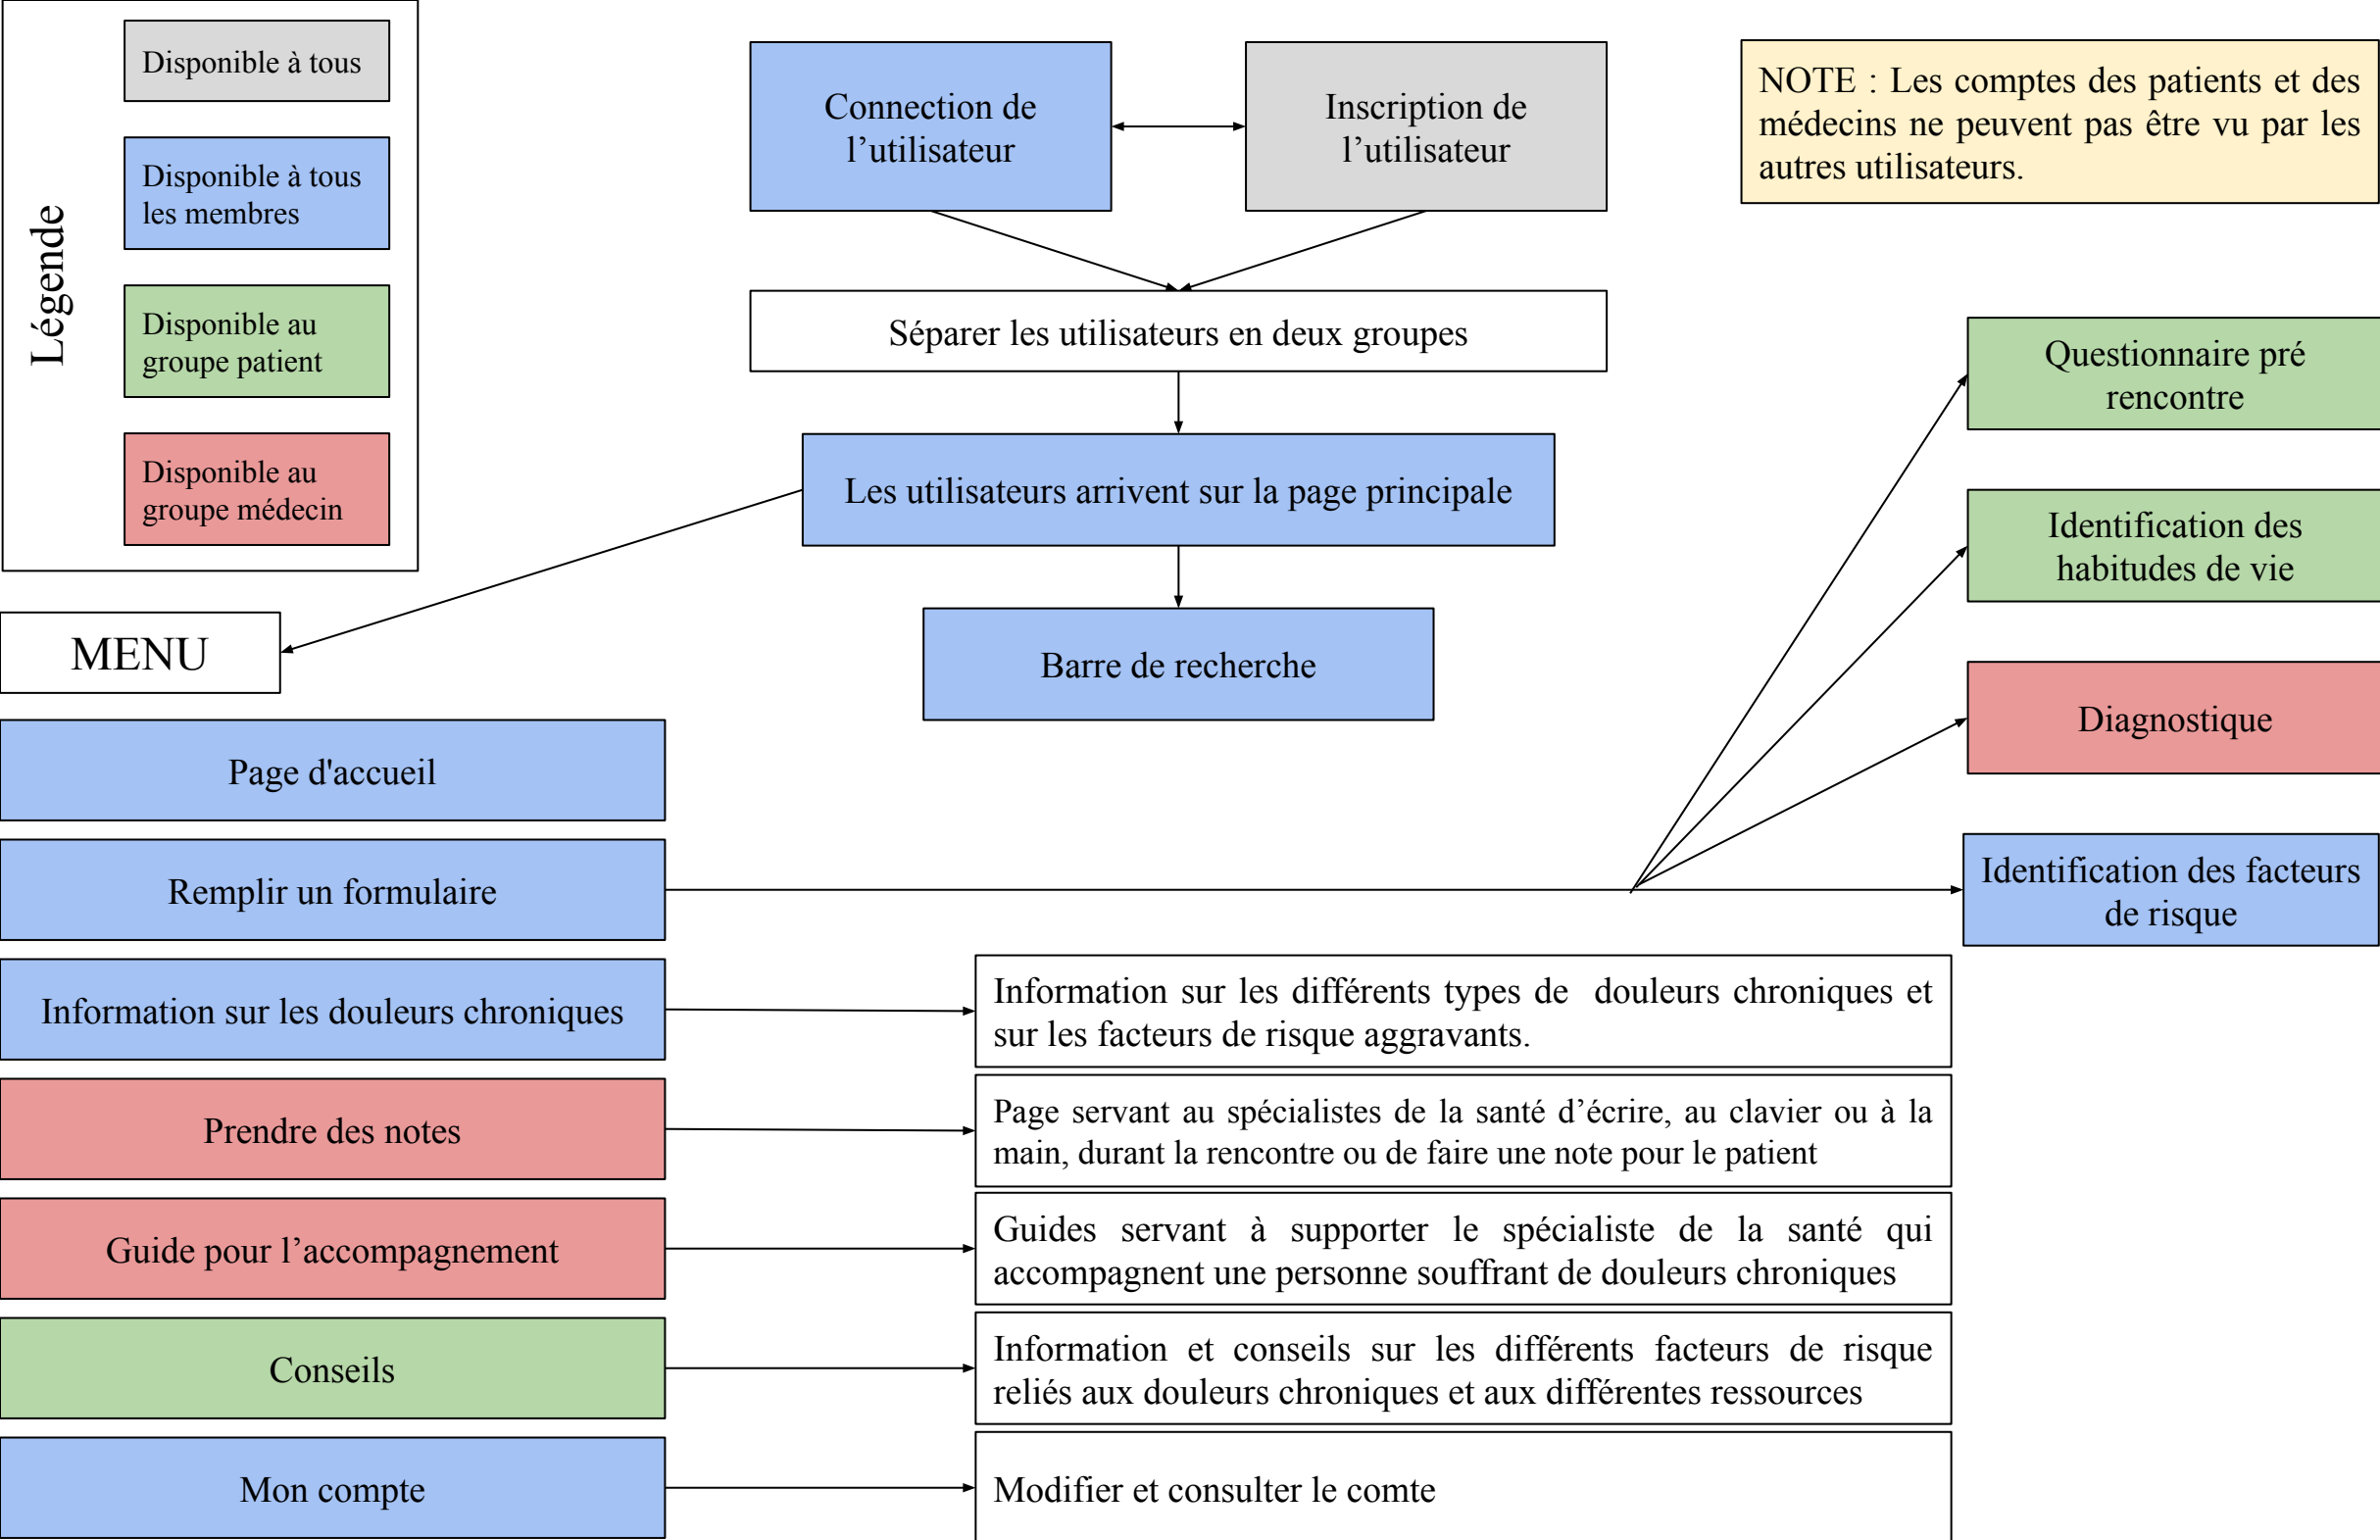 Légende
Disponible à tous
Disponible à tous
les membres
Disponible au
groupe patient
Disponible au
groupe médecin
Connection de
l’utilisateur
Inscription de
l’utilisateur
NOTE : Les comptes des patients et des
médecins ne peuvent pas être vu par les
autres utilisateurs.
Séparer les utilisateurs en deux groupes
Les utilisateurs arrivent sur la page principale
Barre de recherche
Questionnaire pré
rencontre
Identification des
habitudes de vie
Diagnostique
Identification des facteurs
de risque
MENU
Page d'accueil
Remplir un formulaire
Information sur les douleurs chroniques
Information sur les différents types de douleurs chroniques et
sur les facteurs de risque aggravants.
Prendre des notes
Page servant au spécialistes de la santé d’écrire, au clavier ou à la
main, durant la rencontre ou de faire une note pour le patient
Guide pour l’accompagnement
Guides servant à supporter le spécialiste de la santé qui
accompagnent une personne souffrant de douleurs chroniques
Conseils
Information et conseils sur les différents facteurs de risque
reliés aux douleurs chroniques et aux différentes ressources
Mon compte
Modifier et consulter le comte